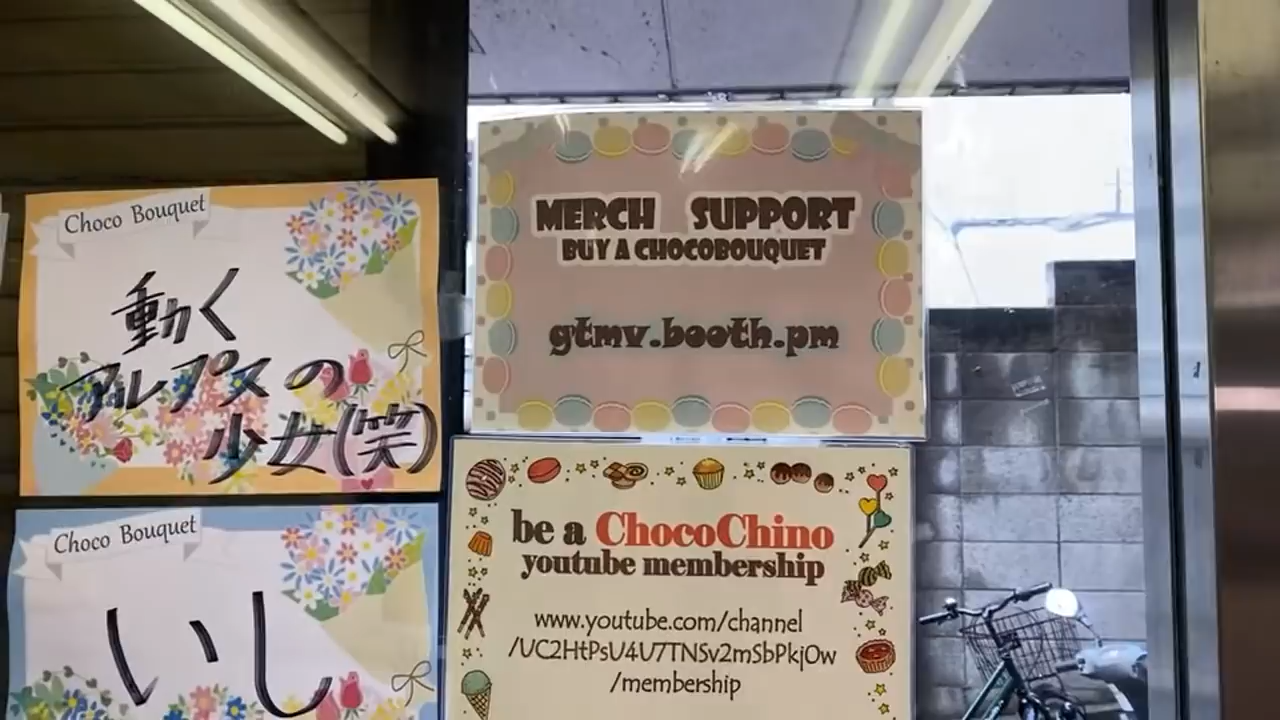 Choco Bouquet
動く
アルプスの
少女(笑)
Choco Bouquet
いし
MERCH SUPPORT
BUY A CHOCOBOUQUET
gtmv.booth.pm
be a ChocoChino
youtube membership
www.youtube.com/channel
/UC2HtPsU4U7TNSv2mSbPkjOw
/membership